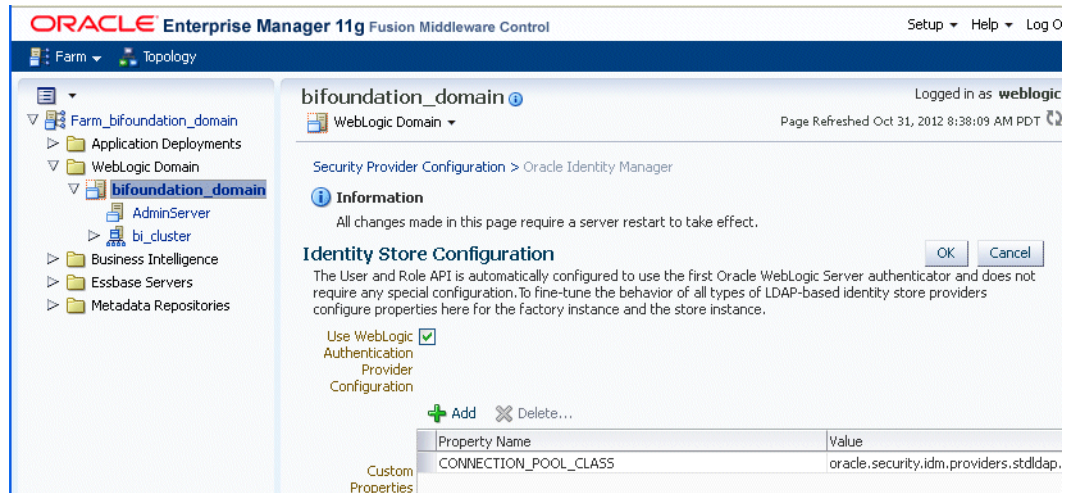 ORACLE Enterprise Manager 11g Fusion Middleware Control
Setup Help Log O
Farm Topology
Farm_bifoundation_domain
Application Deployments
WebLogic Domain
bifoundation_domain
AdminServer
bi_cluster
Business Intelligence
Essbase Servers
Metadata Repositories
bifoundation_domain
Logged in as weblogic
WebLogic Domain
Page Refreshed Oct 31, 2012 8:38:09 AM PDT
Security Provider Configuration > Oracle Identity Manager
Information
All changes made in this page require a server restart to take effect.
Identity Store Configuration
OK Cancel
The User and Role API is automatically configured to use the first Oracle WebLogic Server authenticator and does not
require any special configuration.To fine-tune the behavior of all types of LDAP-based identity store providers
configure properties here for the factory instance and the store instance.
Use WebLogic
Authentication
Provider
Configuration
Add Delete...
Property Name Value
CONNECTION_POOL_CLASS oracle.security.idm.providers.stdldap.
Custom
Properties